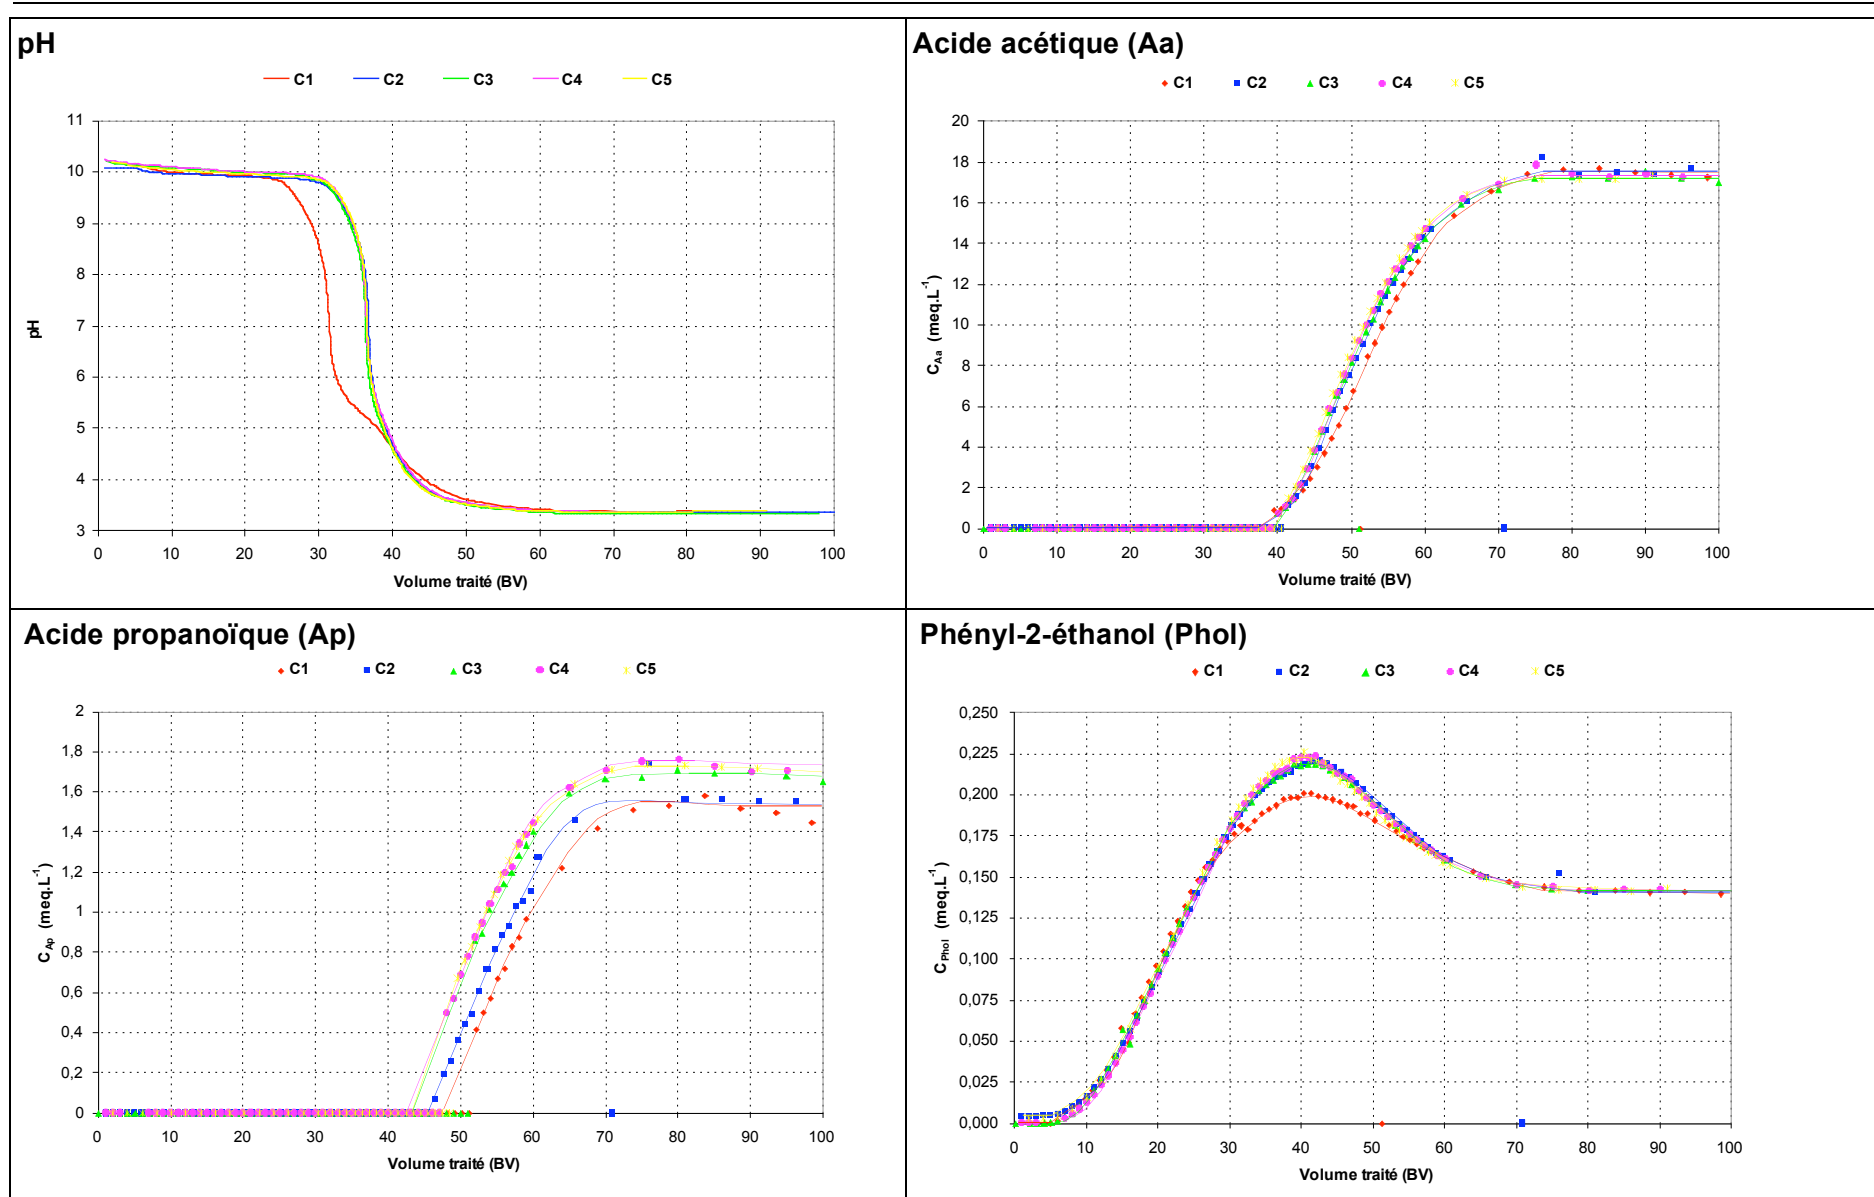 pH
C1 C2 C3 C4 C5
11
10
9
8
7
6
5
4
3
pH
0 10 20 30 40 50 60 70 80 90 100
Volume traité (BV)
Acide acétique (Aa)
C1 C2 C3 C4 C5
20
18
16
14
12
10
8
6
4
2
0
C_Aa (meq.L⁻¹)
0 10 20 30 40 50 60 70 80 90 100
Volume traité (BV)
Acide propanoïque (Ap)
C1 C2 C3 C4 C5
2
1,8
1,6
1,4
1,2
1
0,8
0,6
0,4
0,2
0
C_Ap (meq.L⁻¹)
0 10 20 30 40 50 60 70 80 90 100
Volume traité (BV)
Phényl-2-éthanol (Phol)
C1 C2 C3 C4 C5
0,250
0,225
0,200
0,175
0,150
0,125
0,100
0,075
0,050
0,025
0,000
C_Phol (meq.L⁻¹)
0 10 20 30 40 50 60 70 80 90 100
Volume traité (BV)